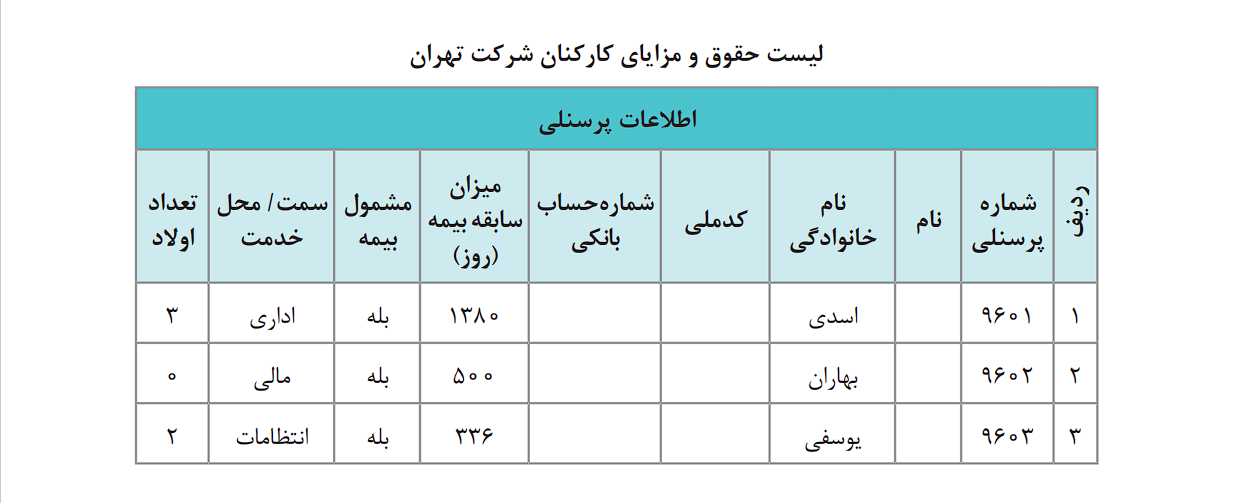 لیست حقوق و مزایای کارکنان شرکت تهران
اطلاعات پرسنلی
ردیف شماره پرسنلی نام نام خانوادگی کدملی شماره‌حساب بانکی میزان سابقه بیمه (روز) مشمول بیمه سمت/ محل خدمت تعداد اولاد
۱ ۹۶۰۱ اسدی ۱۳۸۰ بله اداری ۳
۲ ۹۶۰۲ بهاران ۵۰۰ بله مالی ۰
۳ ۹۶۰۳ یوسفی ۳۳۶ بله انتظامات ۲